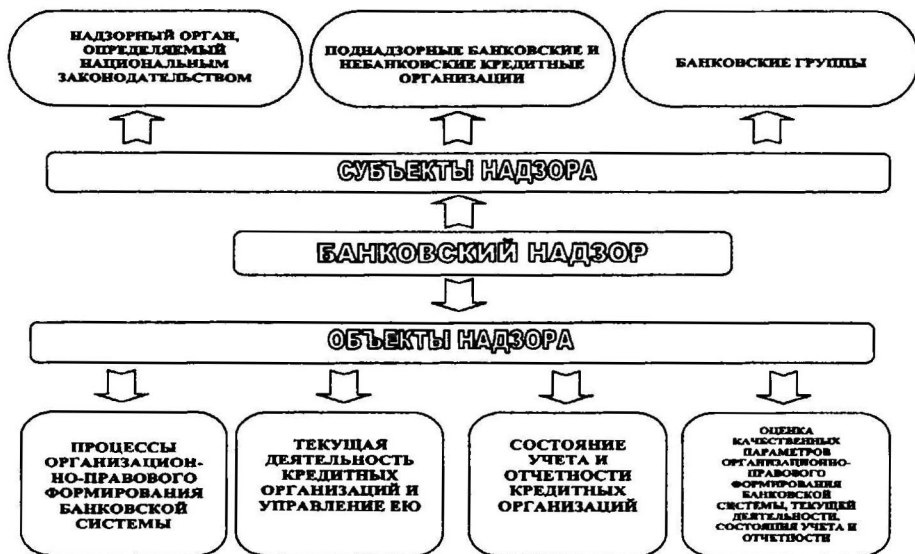 НАДЗОРНЫЙ ОРГАН,
ОПРЕДЕЛЯЕМЫЙ
НАЦИОНАЛЬНЫМ
ЗАКОНОДАТЕЛЬСТВОМ
ПОДНАДЗОРНЫЕ БАНКОВСКИЕ И
НЕБАНКОВСКИЕ КРЕДИТНЫЕ
ОРГАНИЗАЦИИ
БАНКОВСКИЕ ГРУППЫ
СУБЪЕКТЫ НАДЗОРА
БАНКОВСКИЙ НАДЗОР
ОБЪЕКТЫ НАДЗОРА
ПРОЦЕССЫ
ОРГАНИЗАЦИОН-
НО-ПРАВОВОГО
ФОРМИРОВАНИЯ
БАНКОВСКОЙ
СИСТЕМЫ
ТЕКУЩАЯ
ДЕЯТЕЛЬНОСТЬ
КРЕДИТНЫХ
ОРГАНИЗАЦИЙ И
УПРАВЛЕНИЕ ЕЮ
СОСТОЯНИЕ
УЧЕТА И
ОТЧЕТНОСТИ
КРЕДИТНЫХ
ОРГАНИЗАЦИЙ
ОЦЕНКА
КАЧЕСТВЕННЫХ
ПАРАМЕТРОВ
ОРГАНИЗАЦИОННО-
ПРАВОВОГО
ФОРМИРОВАНИЯ
БАНКОВСКОЙ
СИСТЕМЫ, ТЕКУЩЕЙ
ДЕЯТЕЛЬНОСТИ,
СОСТОЯНИЯ УЧЕТА И
ОТЧЕТНОСТИ